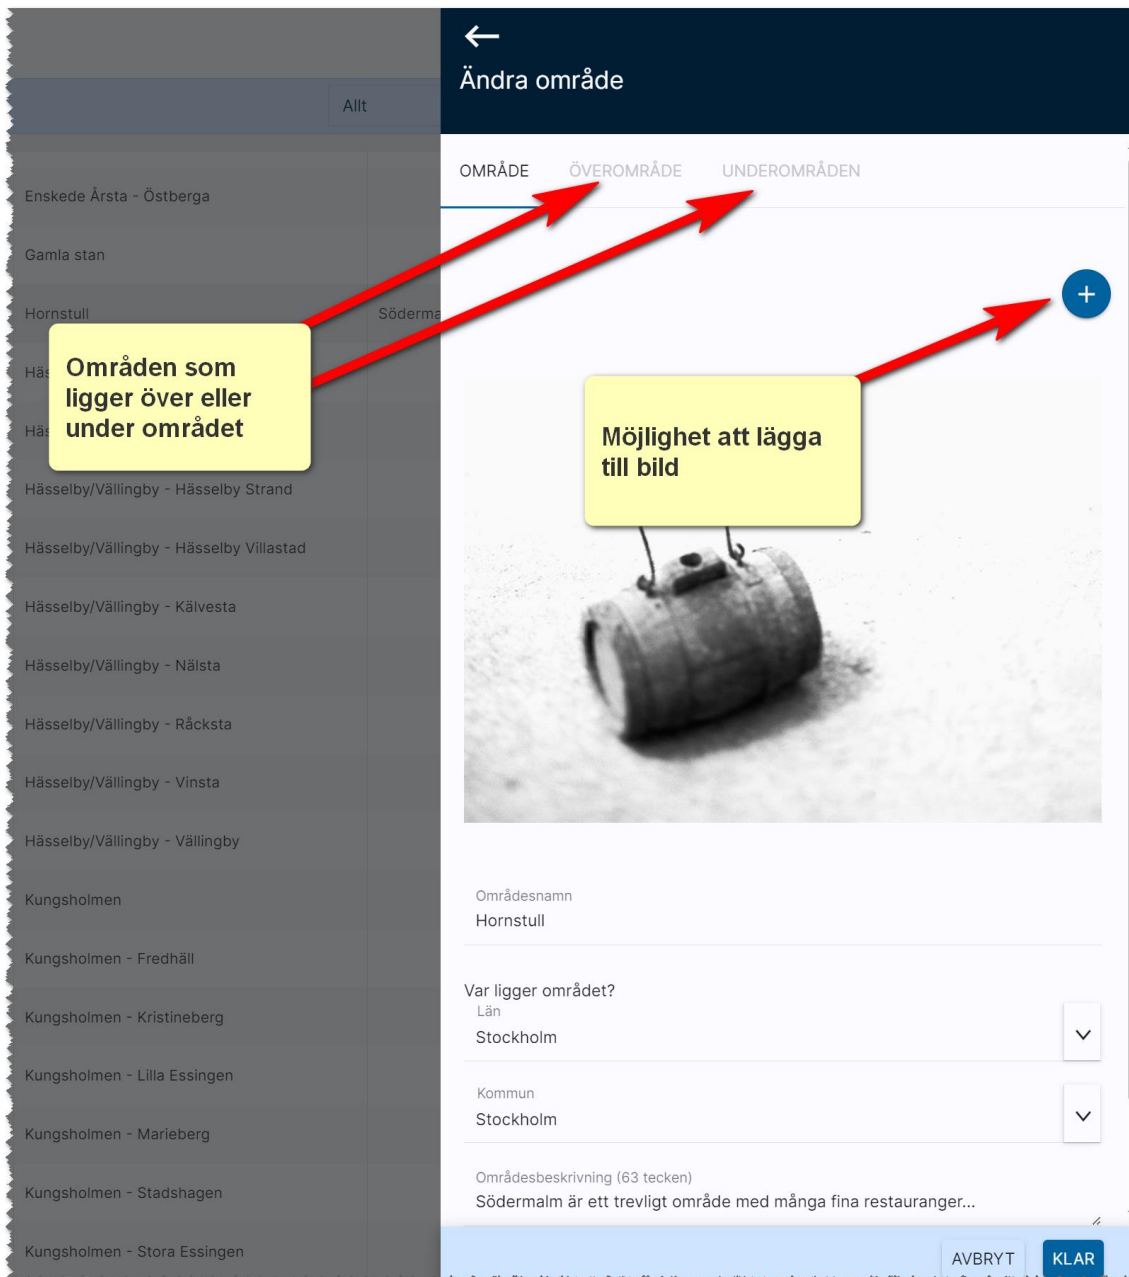 Allt
Enskede Årsta - Östberga
Gamla stan
Hornstull
Söderma
Häs
Häs
Hässelby/Vällingby - Hässelby Strand
Hässelby/Vällingby - Hässelby Villastad
Hässelby/Vällingby - Kälvesta
Hässelby/Vällingby - Nälsta
Hässelby/Vällingby - Råcksta
Hässelby/Vällingby - Vinsta
Hässelby/Vällingby - Vällingby
Kungsholmen
Kungsholmen - Fredhäll
Kungsholmen - Kristineberg
Kungsholmen - Lilla Essingen
Kungsholmen - Marieberg
Kungsholmen - Stadshagen
Kungsholmen - Stora Essingen
Områden som
ligger över eller
under området
Ändra område
OMRÅDE ÖVEROMRÅDE UNDEROMRÅDEN
+
Möjlighet att lägga
till bild
Områdesnamn
Hornstull
Var ligger området?
Län
Stockholm
Kommun
Stockholm
Områdesbeskrivning (63 tecken)
Södermalm är ett trevligt område med många fina restauranger...
AVBRYT KLAR